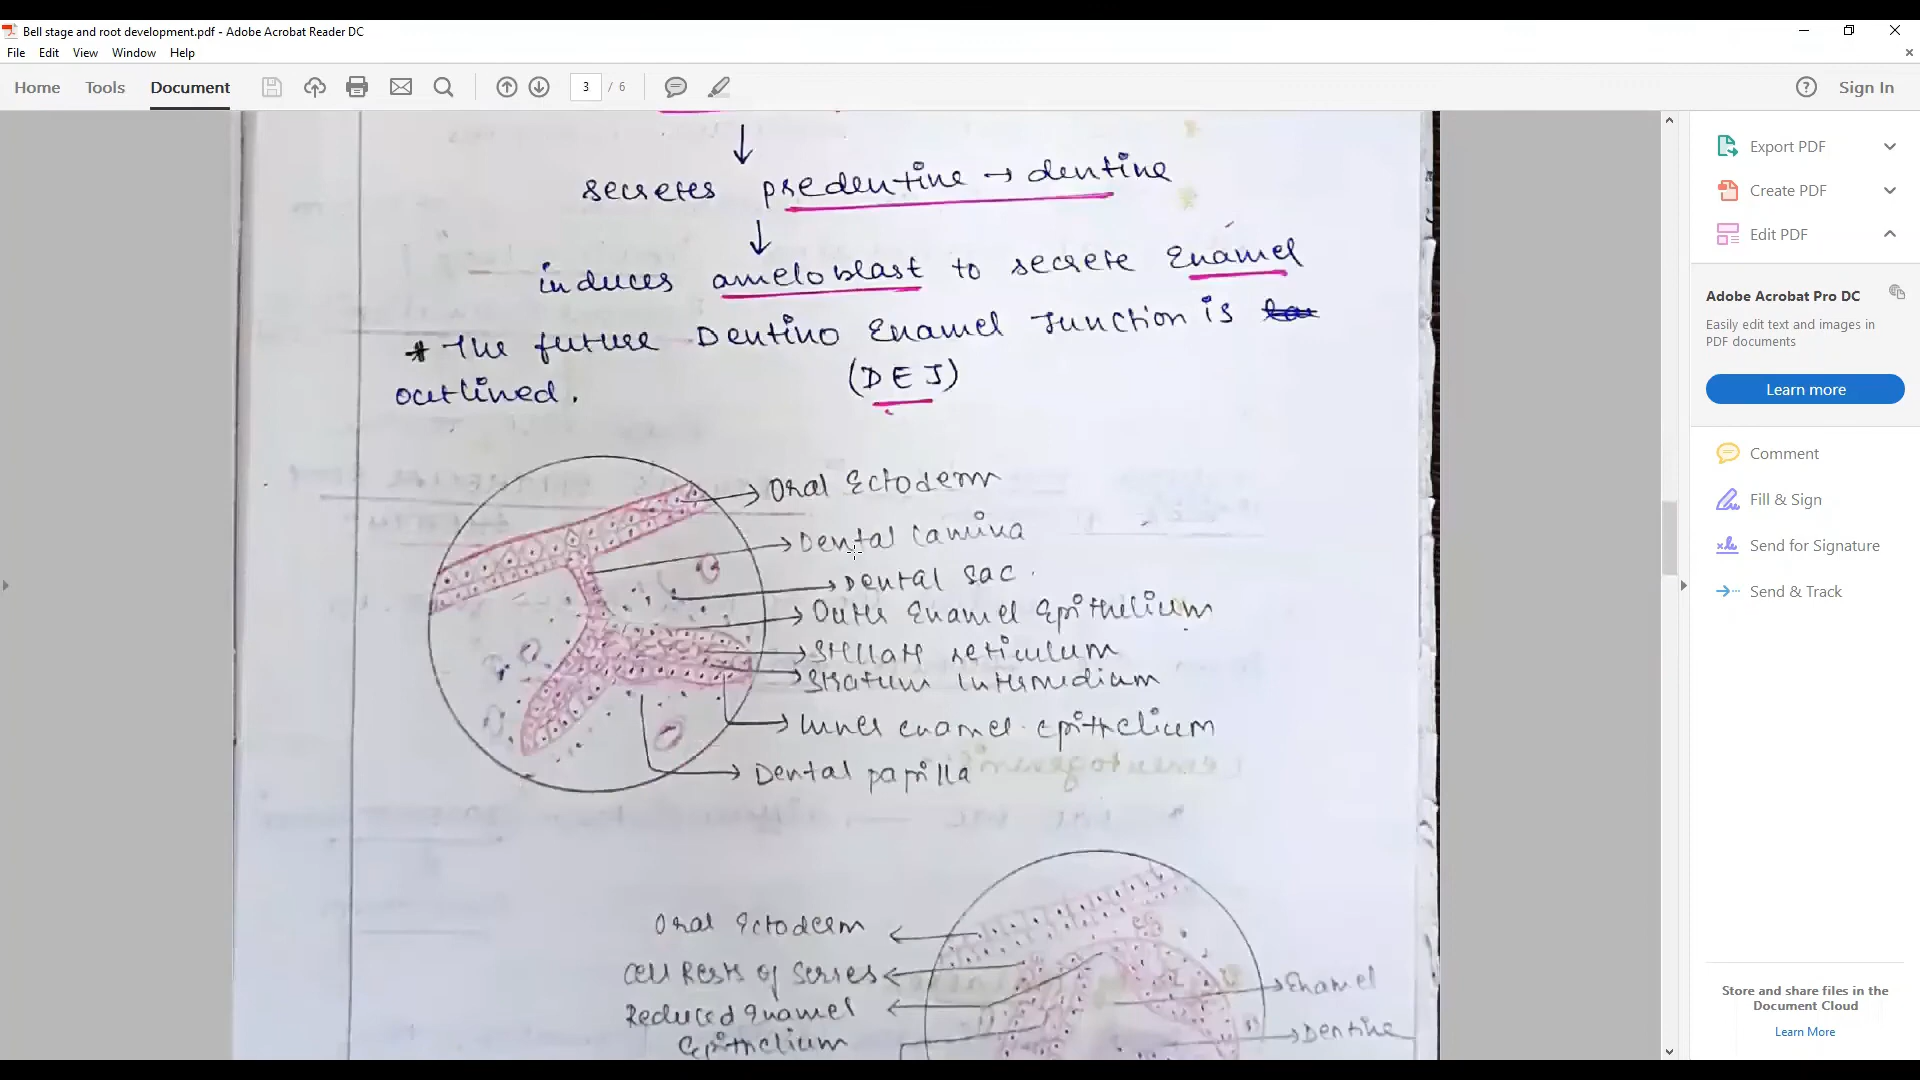 Bell stage and root development.pdf - Adobe Acrobat Reader DC
File Edit View Window Help
Home Tools Document 3 / 6 Sign In
secretes predentine → dentine
induces ameloblast to secrete Enamel
* The future Dentino Enamel Junction is
(DEJ)
outlined.
Oral Ectoderm
Dental Lamina
Dental sac
Outer Enamel Epithelium
Stellate reticulum
Stratum Intermedium
Inner enamel epithelium
Dental papilla
Oral Ectoderm
Cell Rests of Serres
Reduced Enamel
Epithelium
Enamel
Dentine
Export PDF
Create PDF
Edit PDF
Adobe Acrobat Pro DC
Easily edit text and images in
PDF documents
Learn more
Comment
Fill & Sign
Send for Signature
Send & Track
Store and share files in the
Document Cloud
Learn More